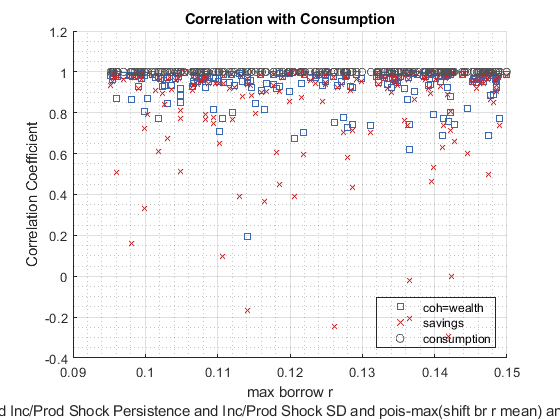 Correlation with Consumption
1.2
1
0.8
0.6
0.4
0.2
0
-0.2
-0.4
Correlation Coefficient
coh=wealth
savings
consumption
0.09
0.1
0.11
0.12
0.13
0.14
0.15
max borrow r
d Inc/Prod Shock Persistence and Inc/Prod Shock SD and pois-max(shift br r mean) an